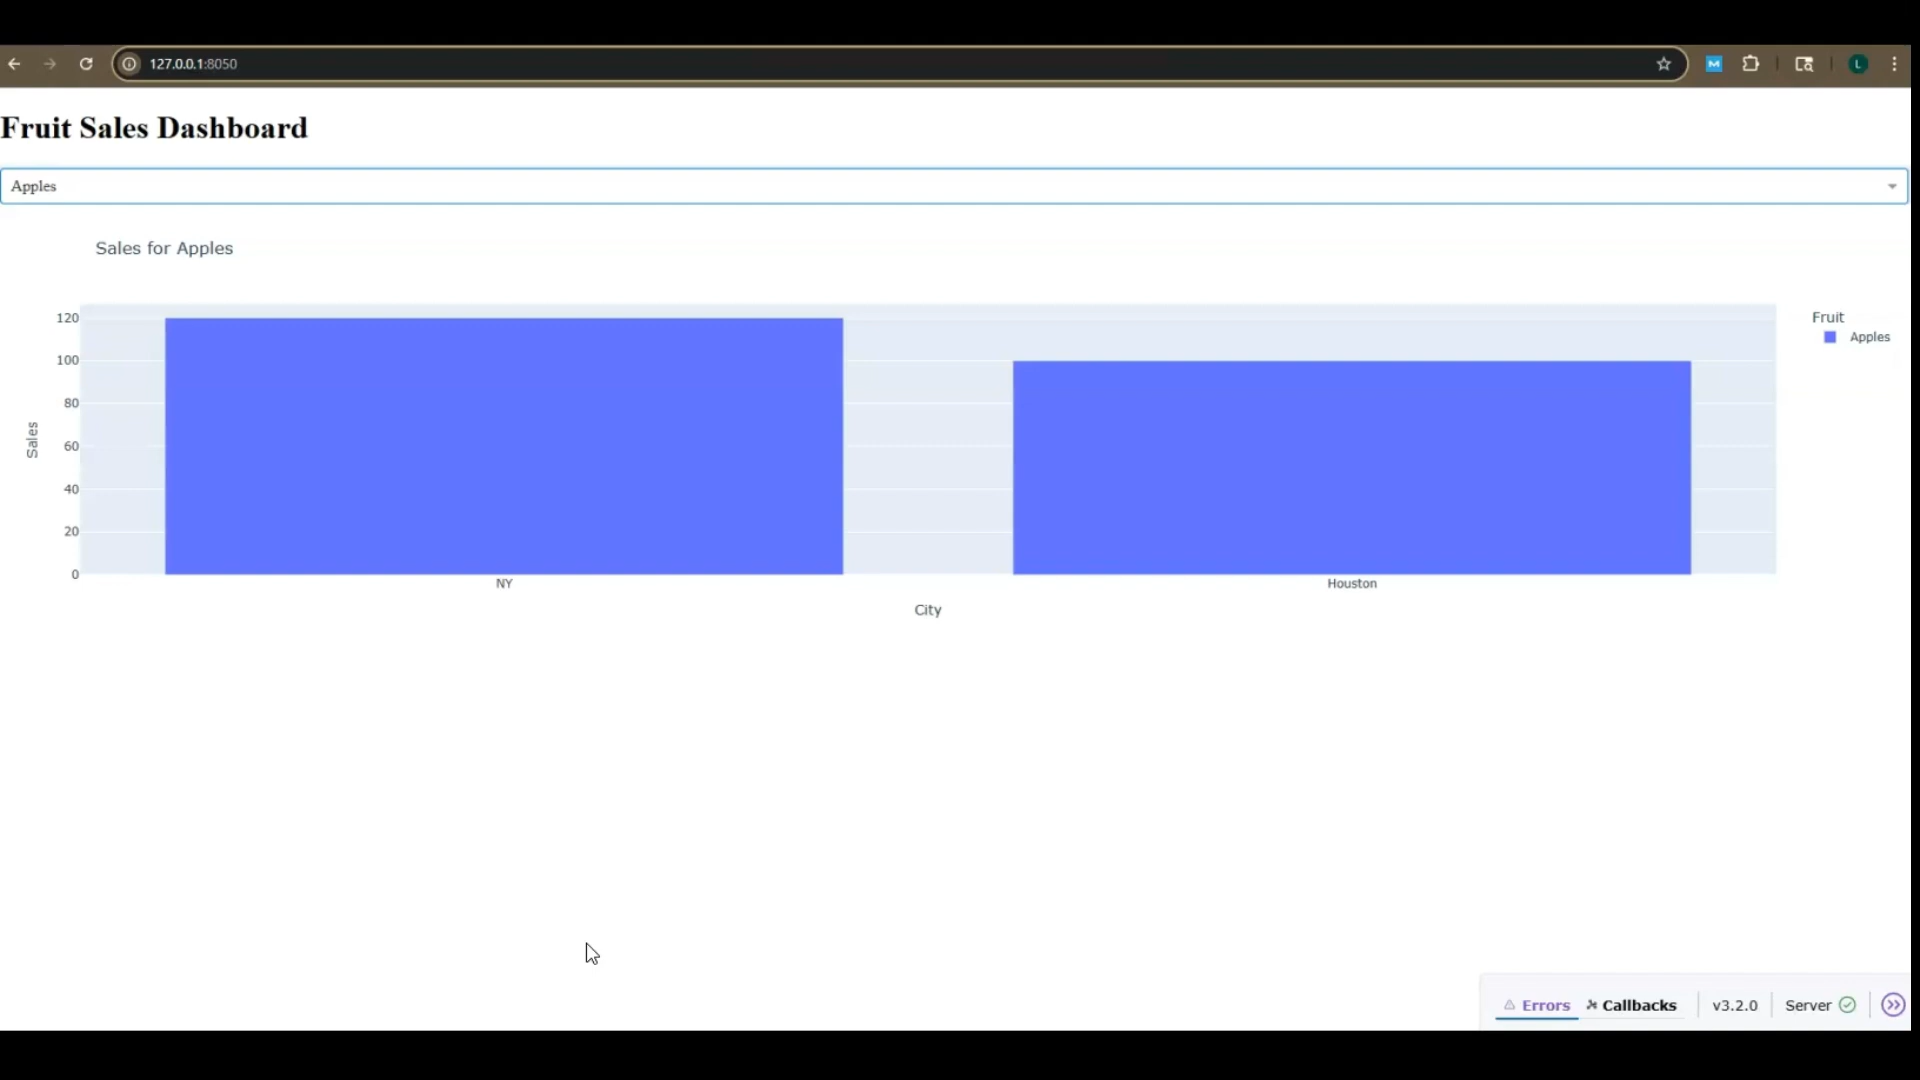 127.0.0.1:8050
L
Fruit Sales Dashboard
Apples
Sales for Apples
Fruit
Apples
120
100
80
60
40
20
0
Sales
NY
Houston
City
Errors Callbacks v3.2.0 Server